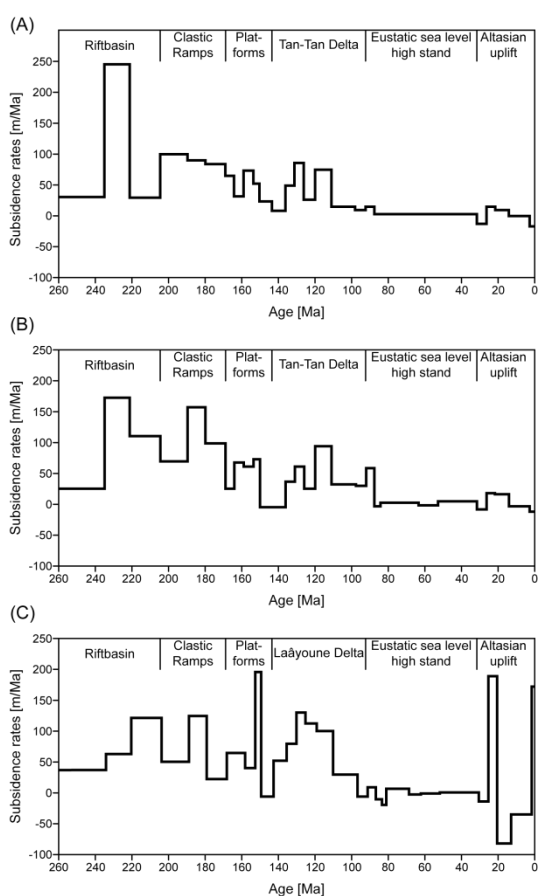 (A)
Riftbasin
Clastic
Ramps
Plat-
forms
Tan-Tan Delta
Eustatic sea level
high stand
Altasian
uplift
Subsidence rates [m/Ma]
250
200
150
100
50
0
-50
-100
260 240 220 200 180 160 140 120 100 80 60 40 20 0
Age [Ma]
(B)
Riftbasin
Clastic
Ramps
Plat-
forms
Tan-Tan Delta
Eustatic sea level
high stand
Altasian
uplift
Subsidence rates [m/Ma]
250
200
150
100
50
0
-50
-100
260 240 220 200 180 160 140 120 100 80 60 40 20 0
Age [Ma]
(C)
Riftbasin
Clastic
Ramps
Plat-
forms
Laâyoune Delta
Eustatic sea level
high stand
Altasian
uplift
Subsidence rates [m/Ma]
250
200
150
100
50
0
-50
-100
260 240 220 200 180 160 140 120 100 80 60 40 20 0
Age [Ma]